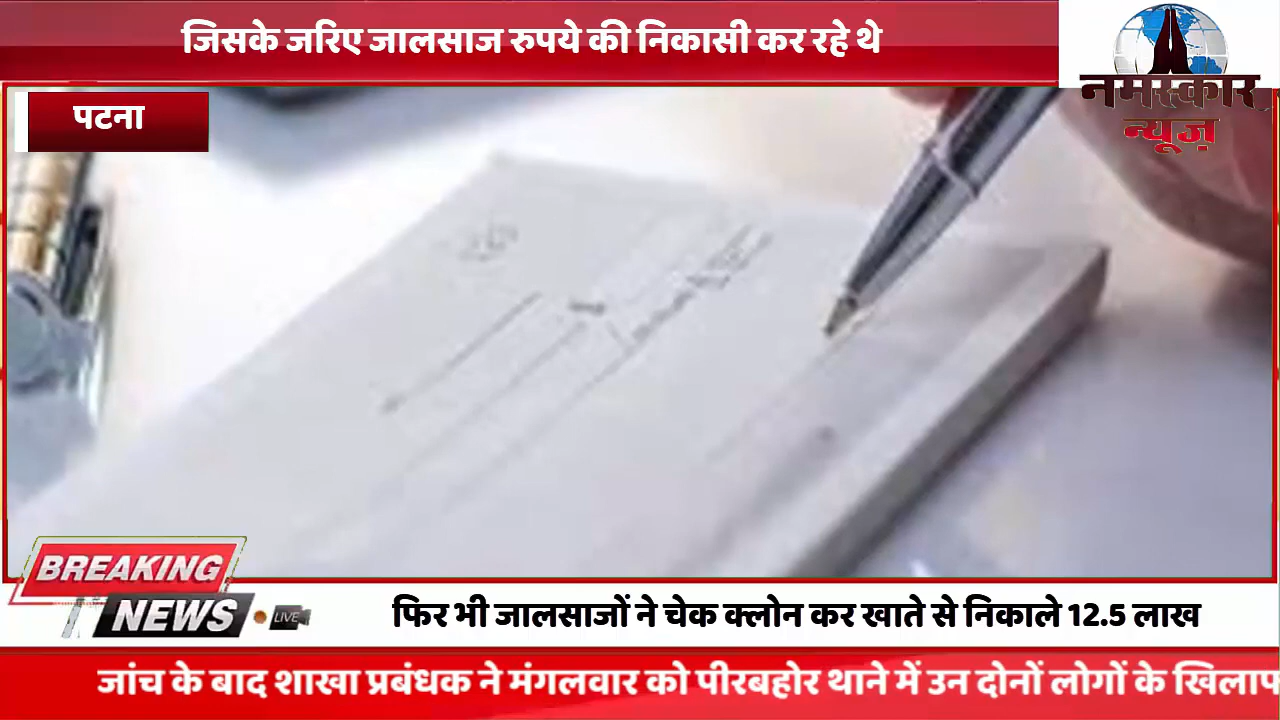 जिसके जरिए जालसाज रुपये की निकासी कर रहे थे
नमस्कार
न्यूज़
पटना
BREAKING
NEWS
LIVE
फिर भी जालसाजों ने चेक क्लोन कर खाते से निकाले 12.5 लाख
जांच के बाद शाखा प्रबंधक ने मंगलवार को पीरबहोर थाने में उन दोनों लोगों के खिलाफ